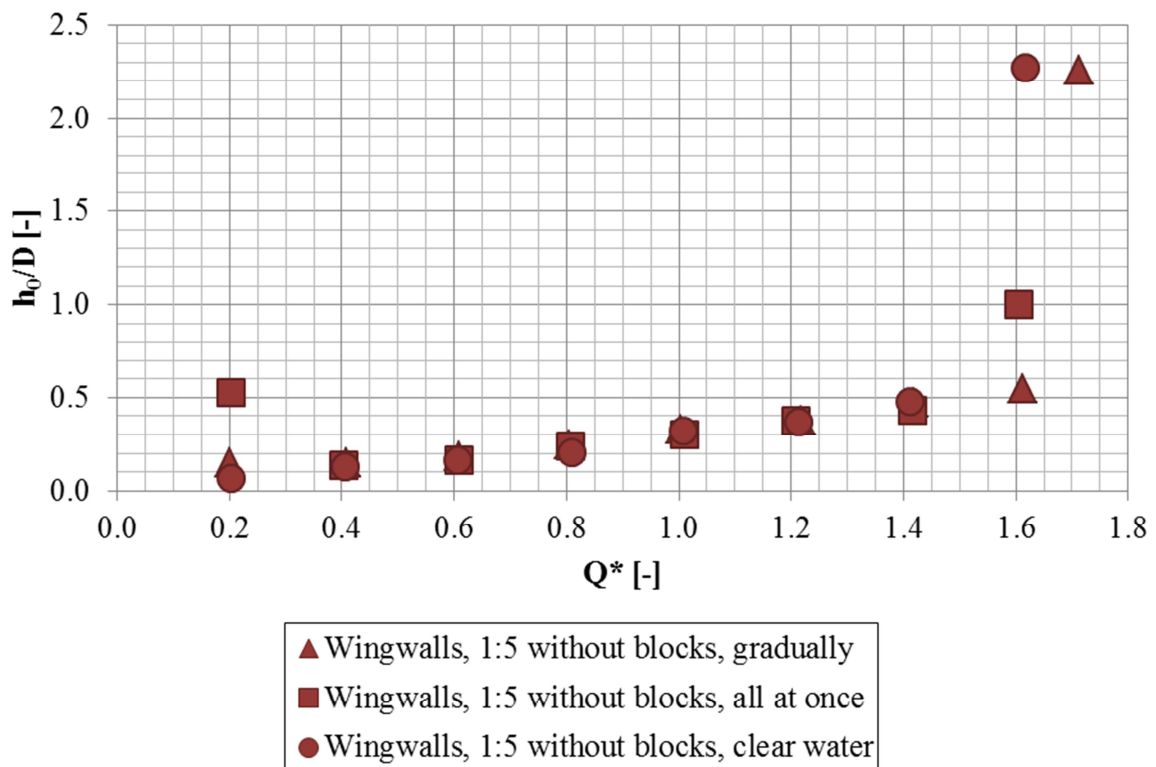 2.5
2.0
1.5
1.0
0.5
0.0
h₀/D [-]
0.0 0.2 0.4 0.6 0.8 1.0 1.2 1.4 1.6 1.8
Q* [-]
Wingwalls, 1:5 without blocks, gradually
Wingwalls, 1:5 without blocks, all at once
Wingwalls, 1:5 without blocks, clear water